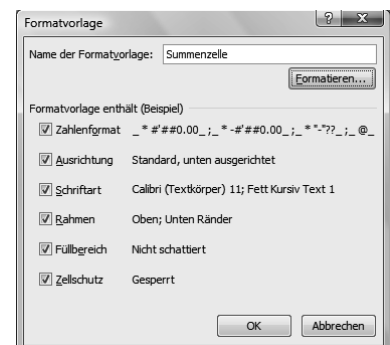 Formatvorlage
Name der Formatvorlage: Summenzelle
Formatieren...
Formatvorlage enthält (Beispiel)
Zahlenformat _ * #'##0.00_ ;_ * -#'##0.00_ ;_ * "-"??_ ;_ @_
Ausrichtung Standard, unten ausgerichtet
Schriftart Calibri (Textkörper) 11; Fett Kursiv Text 1
Rahmen Oben; Unten Ränder
Füllbereich Nicht schattiert
Zellschutz Gesperrt
OK Abbrechen